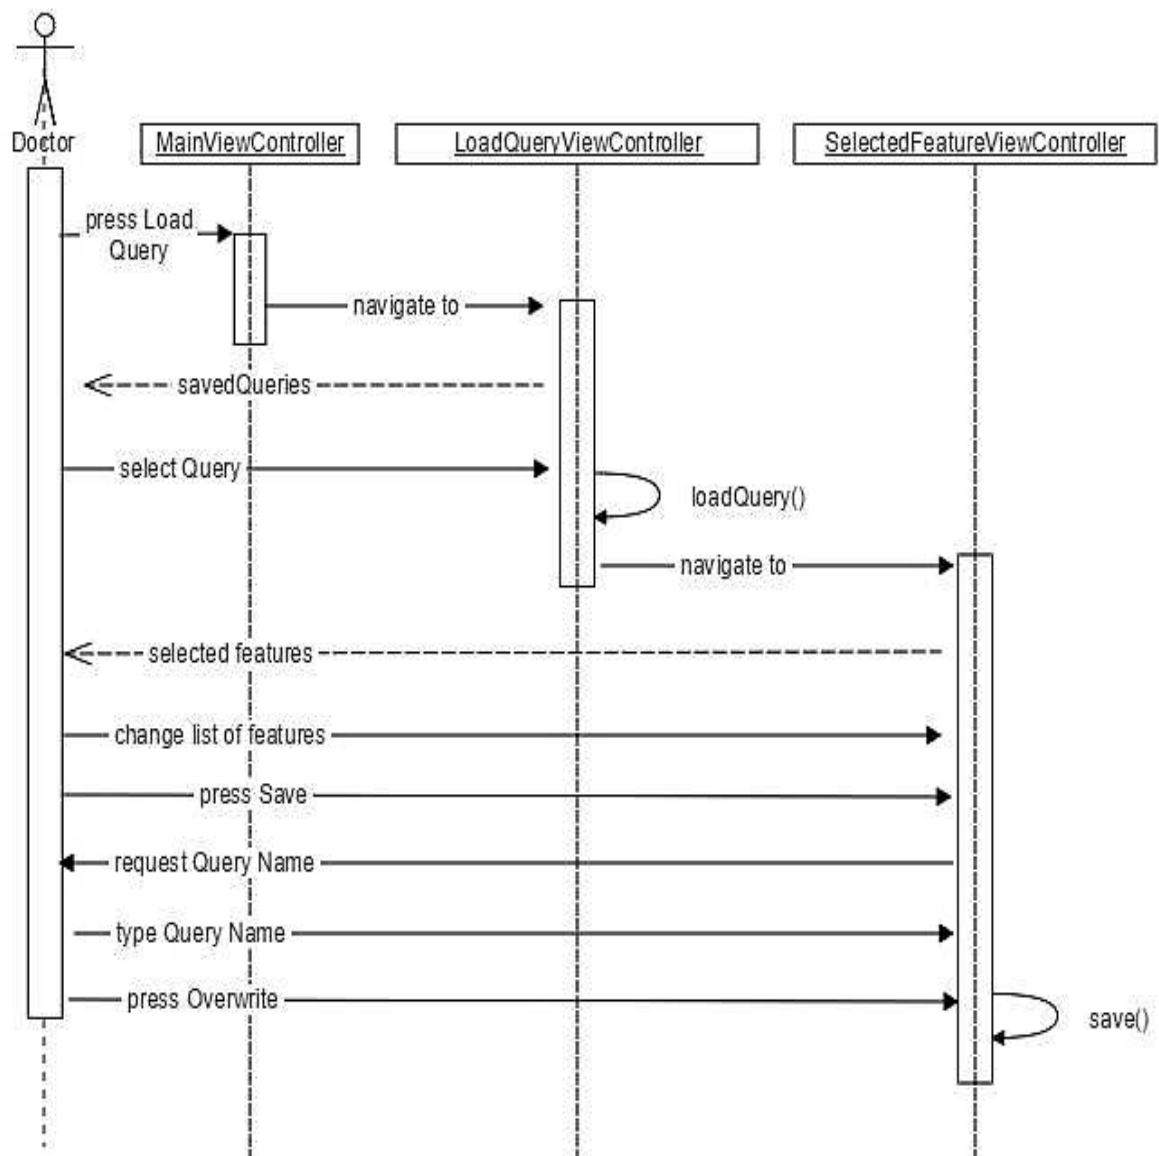 Doctor
MainViewController
LoadQueryViewController
SelectedFeatureViewController
press Load
Query
navigate to
savedQueries
select Query
loadQuery()
navigate to
selected features
change list of features
press Save
request Query Name
type Query Name
press Overwrite
save()